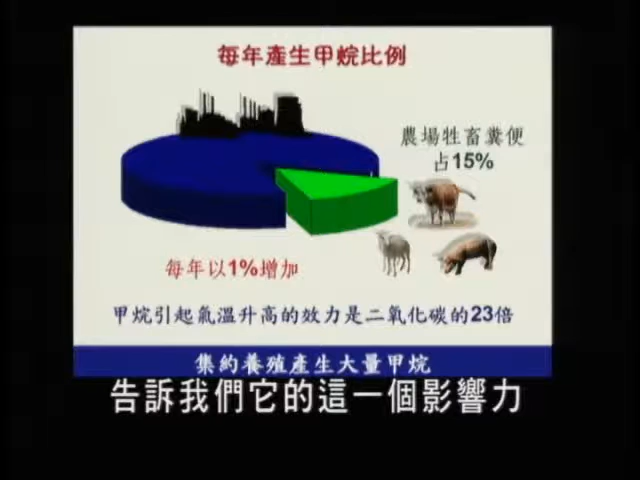 每年產生甲烷比例
農場牲畜糞便
占15%
每年以1%增加
甲烷引起氣溫升高的效力是二氧化碳的23倍
集約養殖產生大量甲烷
告訴我們它的這一個影響力